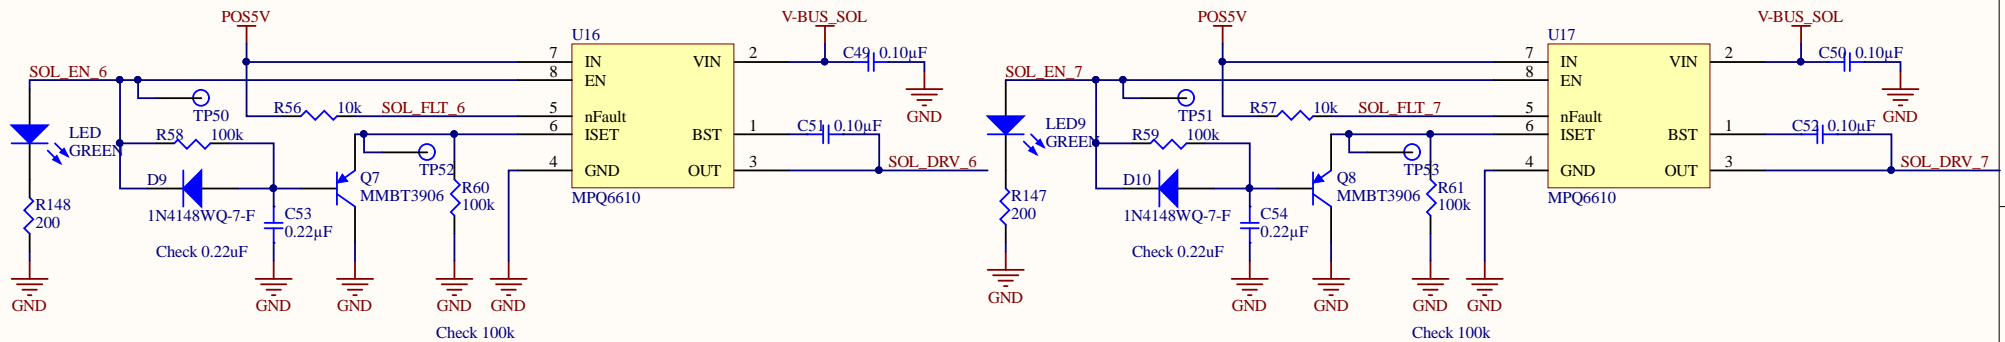 POS5V
V-BUS_SOL
U16
C49 0.10µF
7 IN
VIN 2
SOL_EN_6
8 EN
GND
TP50
R56 10k
SOL_FLT_6
5 nFault
6 ISET
BST 1
C51 0.10µF
LED
GREEN
R58 100k
TP52
4 GND
OUT 3
SOL_DRV_6
MPQ6610
D9
1N4148WQ-7-F
Q7
MMBT3906
R60
100k
R148
200
C53
0.22µF
Check 0.22uF
GND
GND
GND
GND
GND
Check 100k
POS5V
V-BUS_SOL
U17
C50 0.10µF
7 IN
VIN 2
SOL_EN_7
8 EN
GND
TP51
R57 10k
SOL_FLT_7
5 nFault
6 ISET
BST 1
C52 0.10µF
LED9
GREEN
R59 100k
TP53
4 GND
OUT 3
SOL_DRV_7
MPQ6610
D10
1N4148WQ-7-F
Q8
MMBT3906
R61
100k
R147
200
C54
0.22µF
Check 0.22uF
GND
GND
GND
GND
GND
Check 100k